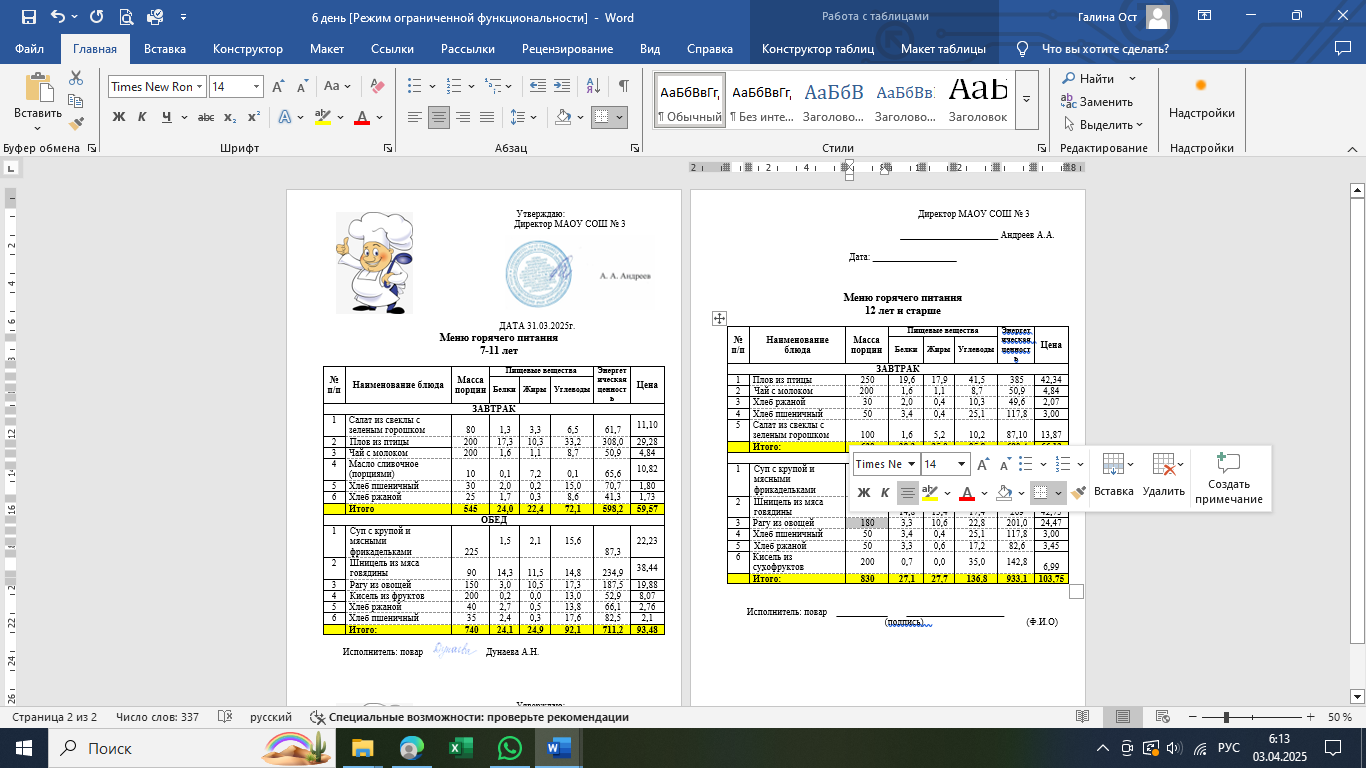 6 день [Режим ограниченной функциональности] - Word
Работа с таблицами
Галина Ост
Файл Главная Вставка Конструктор Макет Ссылки Рассылки Рецензирование Вид Справка Конструктор таблиц Макет таблицы Что вы хотите сделать?
Вставить
Буфер обмена
Times New Ron 14
Ж К Ч abc x₂ x²
Шрифт
Абзац
АаБбВвГг, АаБбВвГг, АаБбВ АаБбВвГ АаЬ
¶ Обычный ¶ Без инте... Заголово... Заголово... Заголовок
Стили
Найти
Заменить
Выделить
Редактирование
Надстройки
Надстройки
Утверждаю:
Директор МАОУ СОШ № 3
А. А. Андреев
ДАТА 31.03.2025г.
Меню горячего питания
7-11 лет
№ п/п Наименование блюда Масса порции Пищевые вещества Энергетическая ценность Цена
Белки Жиры Углеводы
ЗАВТРАК
1 Салат из свеклы с зеленым горошком 80 1,3 3,3 6,5 61,7 11,10
2 Плов из птицы 200 17,3 10,3 33,2 308,0 29,28
3 Чай с молоком 200 1,6 1,1 8,7 50,9 4,84
4 Масло сливочное (порциями) 10 0,1 7,2 0,1 65,6 10,82
5 Хлеб пшеничный 30 2,0 0,2 15,0 70,7 1,80
6 Хлеб ржаной 25 1,7 0,3 8,6 41,3 1,73
Итого 545 24,0 22,4 72,1 598,2 59,57
ОБЕД
1 Суп с крупой и мясными фрикадельками 225 1,5 2,1 15,6 87,3 22,23
2 Шницель из мяса говядины 90 14,3 11,5 14,8 234,9 38,44
3 Рагу из овощей 150 3,0 10,5 17,3 187,5 19,88
4 Кисель из фруктов 200 0,2 0,0 13,0 52,9 8,07
5 Хлеб ржаной 40 2,7 0,5 13,8 66,1 2,76
6 Хлеб пшеничный 35 2,4 0,3 17,6 82,5 2,1
Итого: 740 24,1 24,9 92,1 711,2 93,48
Исполнитель: повар Дунаева Дунаева А.Н.
Утверждаю:
Директор МАОУ СОШ № 3
Андреев А.А.
Дата:
Меню горячего питания
12 лет и старше
№ п/п Наименование блюда Масса порции Пищевые вещества Энергетическая ценность Цена
Белки Жиры Углеводы
ЗАВТРАК
1 Плов из птицы 250 19,6 17,9 41,5 385 42,34
2 Чай с молоком 200 1,6 1,1 8,7 50,9 4,84
3 Хлеб ржаной 30 2,0 0,4 10,3 49,6 2,07
4 Хлеб пшеничный 50 3,4 0,4 25,1 117,8 3,00
5 Салат из свеклы с зеленым горошком 100 1,6 5,2 10,2 87,10 13,87
Итого:
1 Суп с крупой и мясными фрикадельками
2 Шницель из мяса говядины
3 Рагу из овощей 180 3,3 10,6 22,8 201,0 24,47
4 Хлеб пшеничный 50 3,4 0,4 25,1 117,8 3,00
5 Хлеб ржаной 50 3,3 0,6 17,2 82,6 3,45
6 Кисель из сухофруктов 200 0,7 0,0 35,0 142,8 6,99
Итого: 830 27,1 27,7 136,8 933,1 103,75
Исполнитель: повар
(подпись) (Ф.И.О)
Times Ne 14
Ж К
Вставка Удалить Создать примечание
Страница 2 из 2 Число слов: 337 русский Специальные возможности: проверьте рекомендации 50 %
Поиск
РУС
6:13
03.04.2025